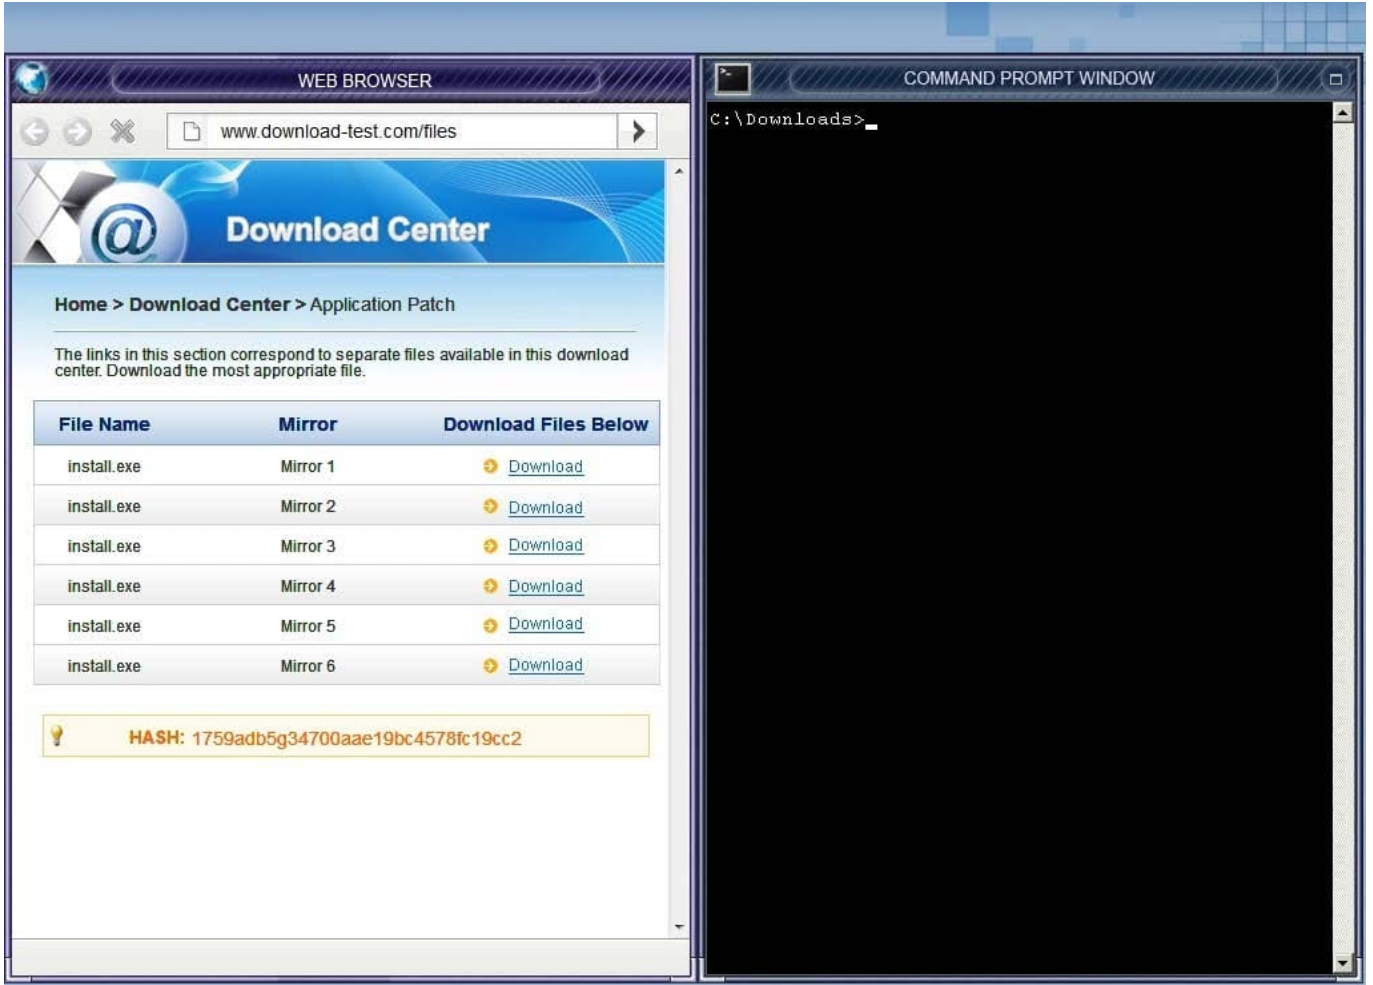 WEB BROWSER
www.download-test.com/files
@
Download Center
Home > Download Center > Application Patch
The links in this section correspond to separate files available in this download
center. Download the most appropriate file.
File Name Mirror Download Files Below
install.exe Mirror 1 Download
install.exe Mirror 2 Download
install.exe Mirror 3 Download
install.exe Mirror 4 Download
install.exe Mirror 5 Download
install.exe Mirror 6 Download
HASH: 1759adb5g34700aae19bc4578fc19cc2
COMMAND PROMPT WINDOW
C:\Downloads>_